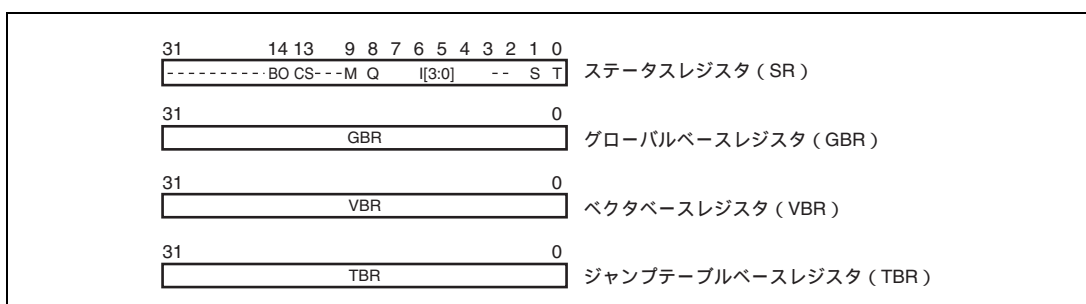 31 14 13 9 8 7 6 5 4 3 2 1 0
---------- BO CS---M Q I[3:0] -- S T ステータスレジスタ ( SR )
31 0
GBR グローバルベースレジスタ ( GBR )
31 0
VBR ベクタベースレジスタ ( VBR )
31 0
TBR ジャンプテーブルベースレジスタ ( TBR )